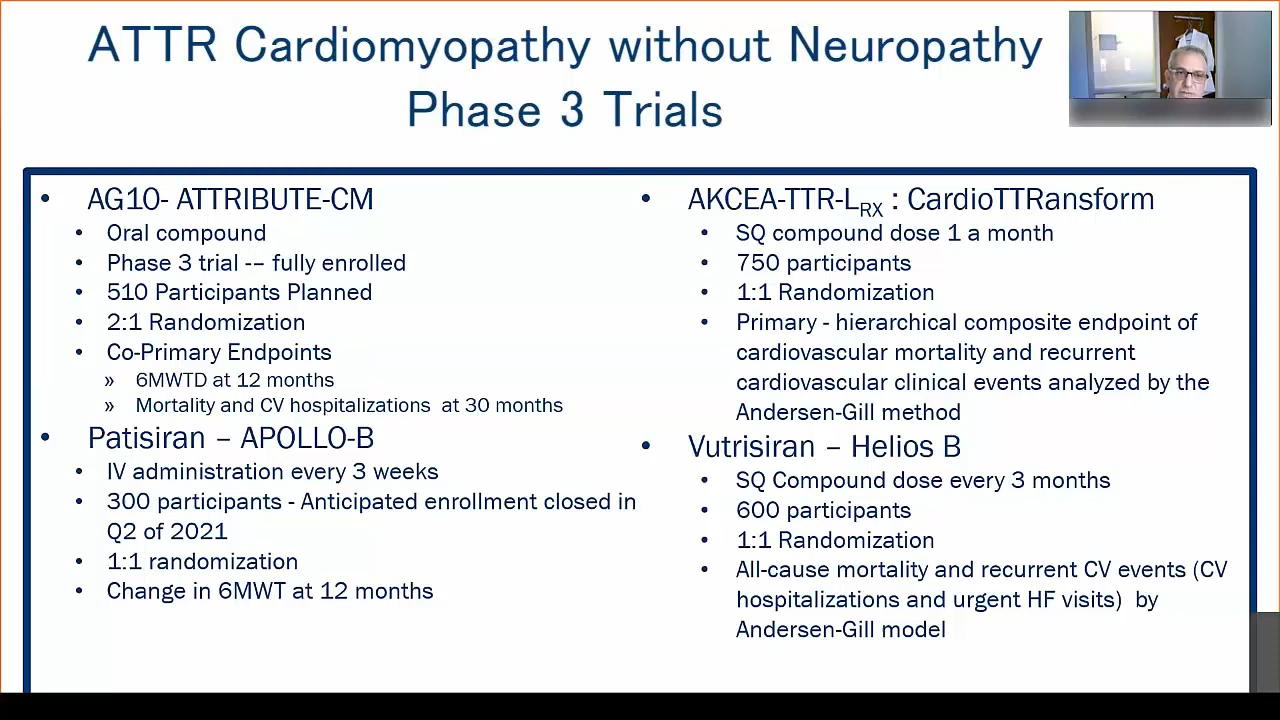 ATTR Cardiomyopathy without Neuropathy
Phase 3 Trials
• AG10- ATTRIBUTE-CM
• Oral compound
• Phase 3 trial -– fully enrolled
• 510 Participants Planned
• 2:1 Randomization
• Co-Primary Endpoints
» 6MWTD at 12 months
» Mortality and CV hospitalizations at 30 months
• Patisiran – APOLLO-B
• IV administration every 3 weeks
• 300 participants - Anticipated enrollment closed in
Q2 of 2021
• 1:1 randomization
• Change in 6MWT at 12 months
• AKCEA-TTR-LRX : CardioTTRansform
• SQ compound dose 1 a month
• 750 participants
• 1:1 Randomization
• Primary - hierarchical composite endpoint of
cardiovascular mortality and recurrent
cardiovascular clinical events analyzed by the
Andersen-Gill method
• Vutrisiran – Helios B
• SQ Compound dose every 3 months
• 600 participants
• 1:1 Randomization
• All-cause mortality and recurrent CV events (CV
hospitalizations and urgent HF visits) by
Andersen-Gill model